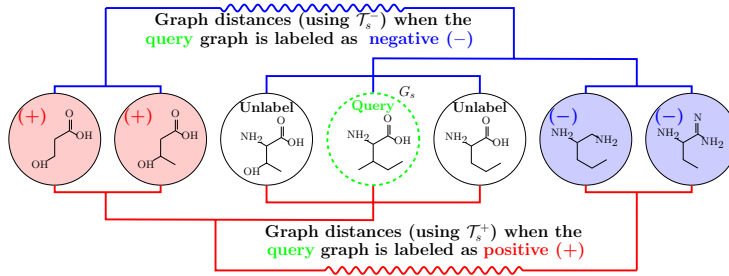 Graph distances (using 𝒯ₛ⁻) when the
query graph is labeled as negative (−)
(+)
O
OH
HO
(+)
O
OH
OH
Unlabel
O
NH₂
OH
HO
Query
Gₛ
O
NH₂
OH
Unlabel
O
NH₂
OH
(−)
NH₂
NH₂
(−)
N
NH₂
NH₂
Graph distances (using 𝒯ₛ⁺) when the
query graph is labeled as positive (+)